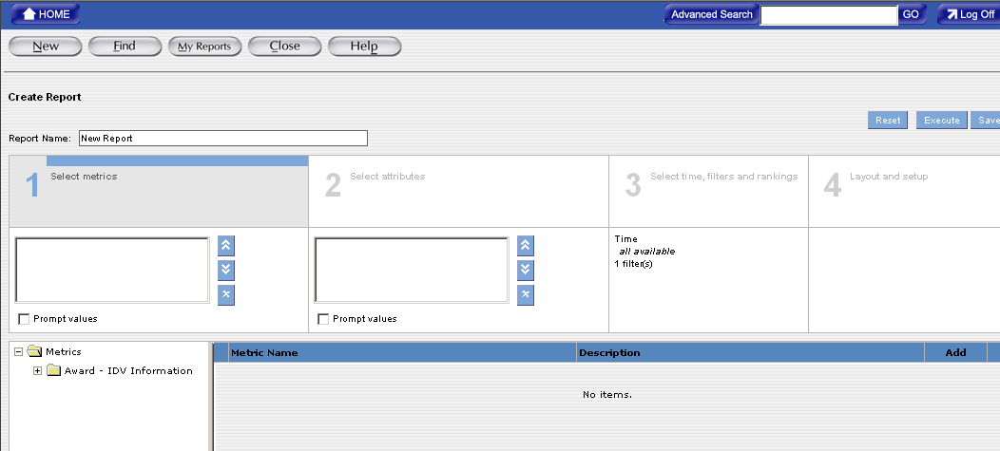 HOME Advanced Search GO Log Off
New Find My Reports Close Help
Create Report
Reset Execute Save
Report Name: New Report
1 Select metrics 2 Select attributes 3 Select time, filters and rankings 4 Layout and setup
Time
all available
1 filter(s)
Prompt values Prompt values
Metrics Metric Name Description Add
Award - IDV Information
No items.